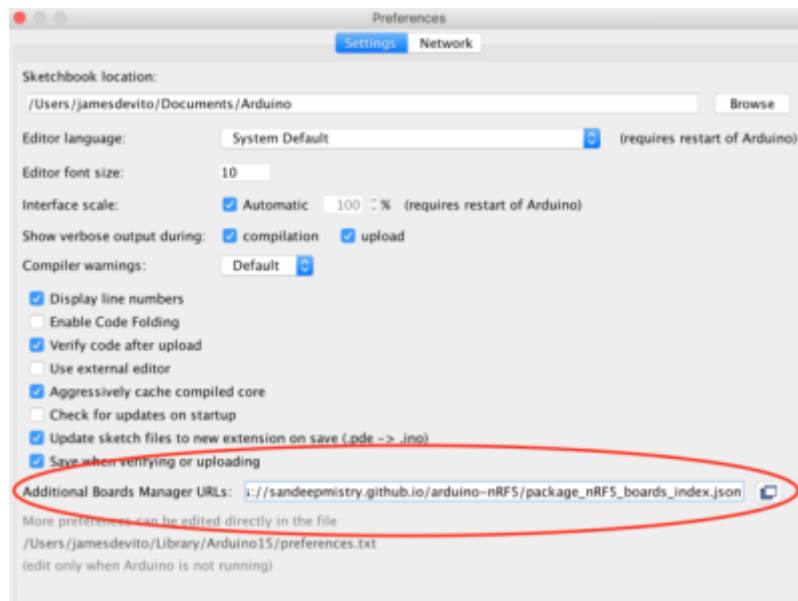 Preferences
Settings Network
Sketchbook location:
/Users/jamesdevito/Documents/Arduino Browse
Editor language: System Default (requires restart of Arduino)
Editor font size: 10
Interface scale: Automatic 100 % (requires restart of Arduino)
Show verbose output during: compilation upload
Compiler warnings: Default
Display line numbers
Enable Code Folding
Verify code after upload
Use external editor
Aggressively cache compiled core
Check for updates on startup
Update sketch files to new extension on save (.pde -> .ino)
Save when verifying or uploading
Additional Boards Manager URLs: s://sandeepmistry.github.io/arduino-nRF5/package_nRF5_boards_index.json
More preferences can be edited directly in the file
/Users/jamesdevito/Library/Arduino15/preferences.txt
(edit only when Arduino is not running)